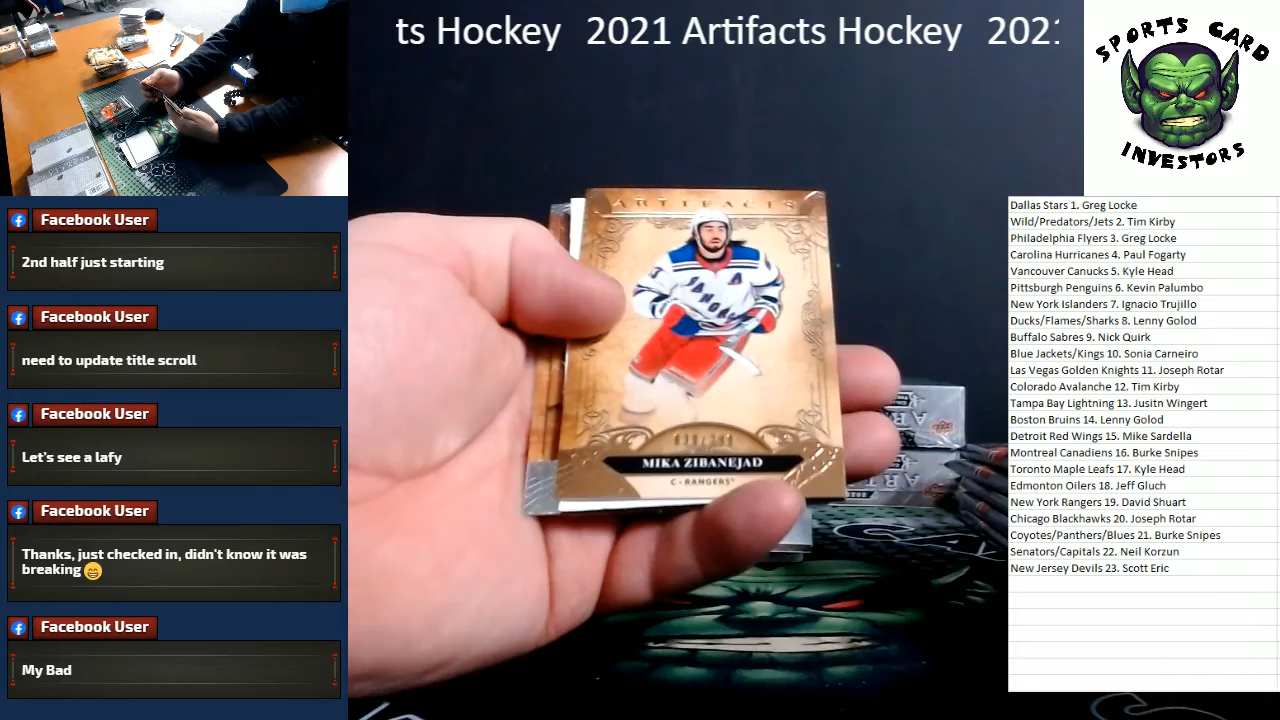 ts Hockey 2021 Artifacts Hockey 202
SPORTS CARD
INVESTORS
Facebook User
2nd half just starting
Facebook User
need to update title scroll
Facebook User
Let's see a lafy
Facebook User
Thanks, just checked in, didn't know it was
breaking 😄
Facebook User
My Bad
ARTIFACTS
MIKA ZIBANEJAD
C - RANGERS
Dallas Stars 1. Greg Locke
Wild/Predators/Jets 2. Tim Kirby
Philadelphia Flyers 3. Greg Locke
Carolina Hurricanes 4. Paul Fogarty
Vancouver Canucks 5. Kyle Head
Pittsburgh Penguins 6. Kevin Palumbo
New York Islanders 7. Ignacio Trujillo
Ducks/Flames/Sharks 8. Lenny Golod
Buffalo Sabres 9. Nick Quirk
Blue Jackets/Kings 10. Sonia Carneiro
Las Vegas Golden Knights 11. Joseph Rotar
Colorado Avalanche 12. Tim Kirby
Tampa Bay Lightning 13. Jusitn Wingert
Boston Bruins 14. Lenny Golod
Detroit Red Wings 15. Mike Sardella
Montreal Canadiens 16. Burke Snipes
Toronto Maple Leafs 17. Kyle Head
Edmonton Oilers 18. Jeff Gluch
New York Rangers 19. David Shuart
Chicago Blackhawks 20. Joseph Rotar
Coyotes/Panthers/Blues 21. Burke Snipes
Senators/Capitals 22. Neil Korzun
New Jersey Devils 23. Scott Eric